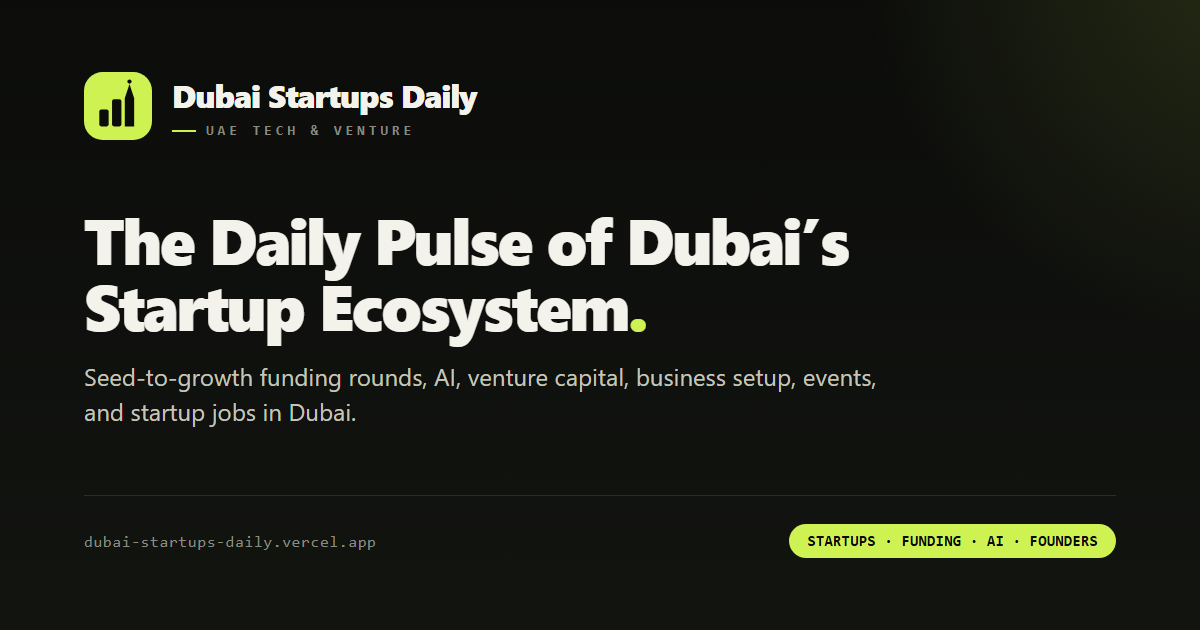 Dubai Startups Daily
UAE TECH & VENTURE
The Daily Pulse of Dubai’s
Startup Ecosystem.
Seed-to-growth funding rounds, AI, venture capital, business setup, events,
and startup jobs in Dubai.
dubai-startups-daily.vercel.app
STARTUPS · FUNDING · AI · FOUNDERS